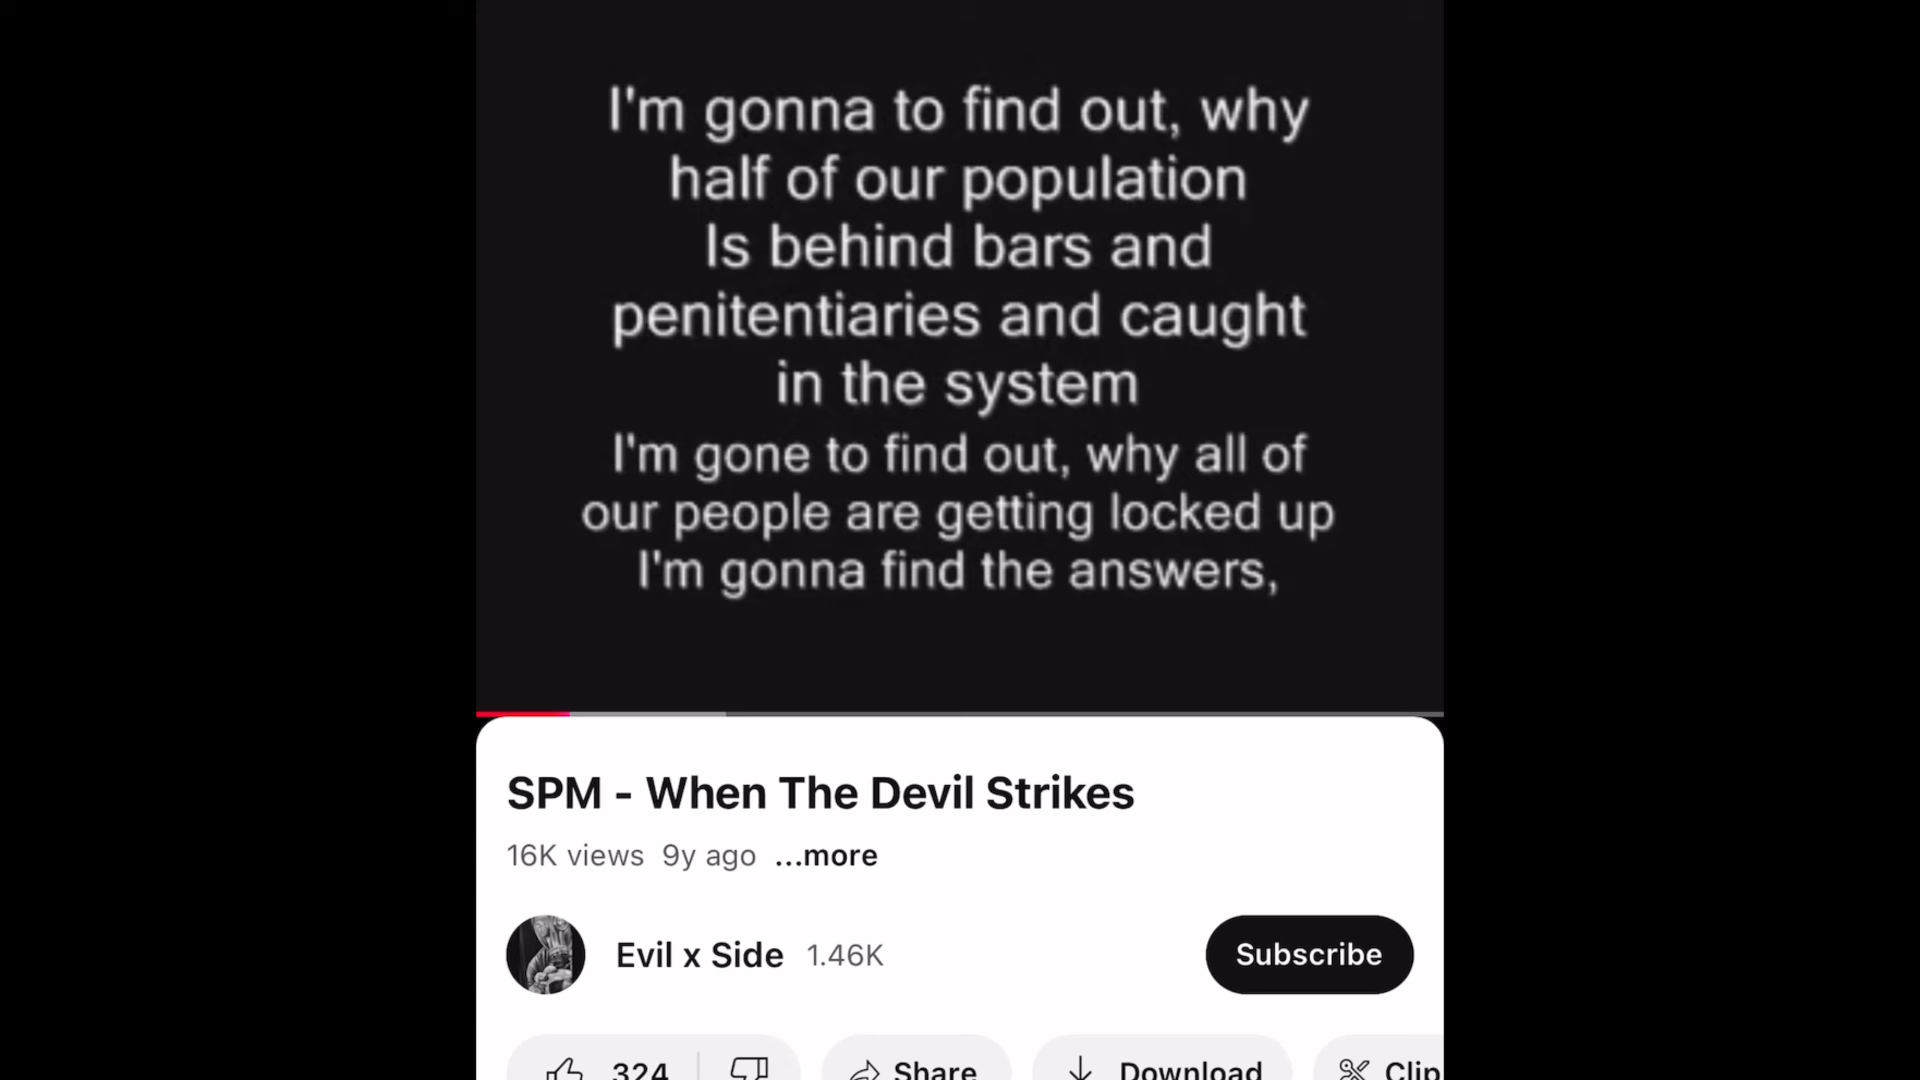 I'm gonna to find out, why
half of our population
Is behind bars and
penitentiaries and caught
in the system
I'm gone to find out, why all of
our people are getting locked up
I'm gonna find the answers,
SPM - When The Devil Strikes
16K views 9y ago ...more
Evil x Side 1.46K Subscribe
324 Share Download Clip